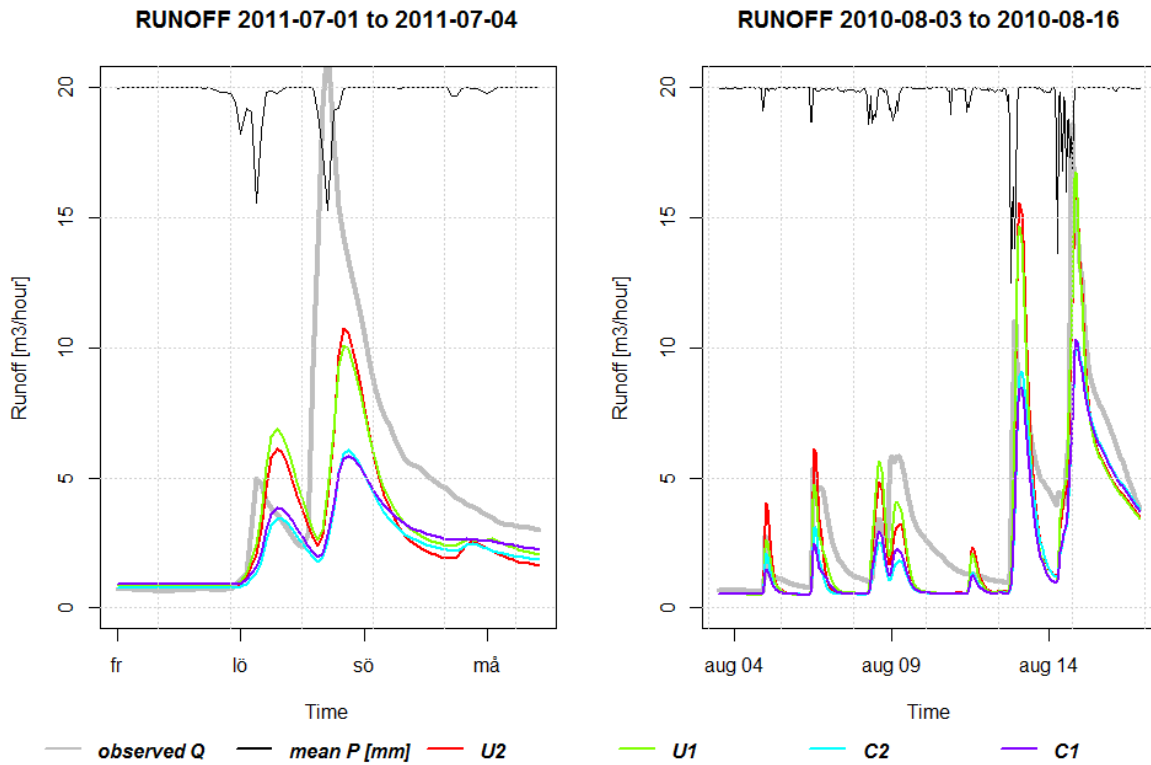 RUNOFF 2011-07-01 to 2011-07-04
Runoff [m3/hour]
20
15
10
5
0
fr lö sö må
Time
RUNOFF 2010-08-03 to 2010-08-16
Runoff [m3/hour]
20
15
10
5
0
aug 04 aug 09 aug 14
Time
observed Q mean P [mm] U2 U1 C2 C1